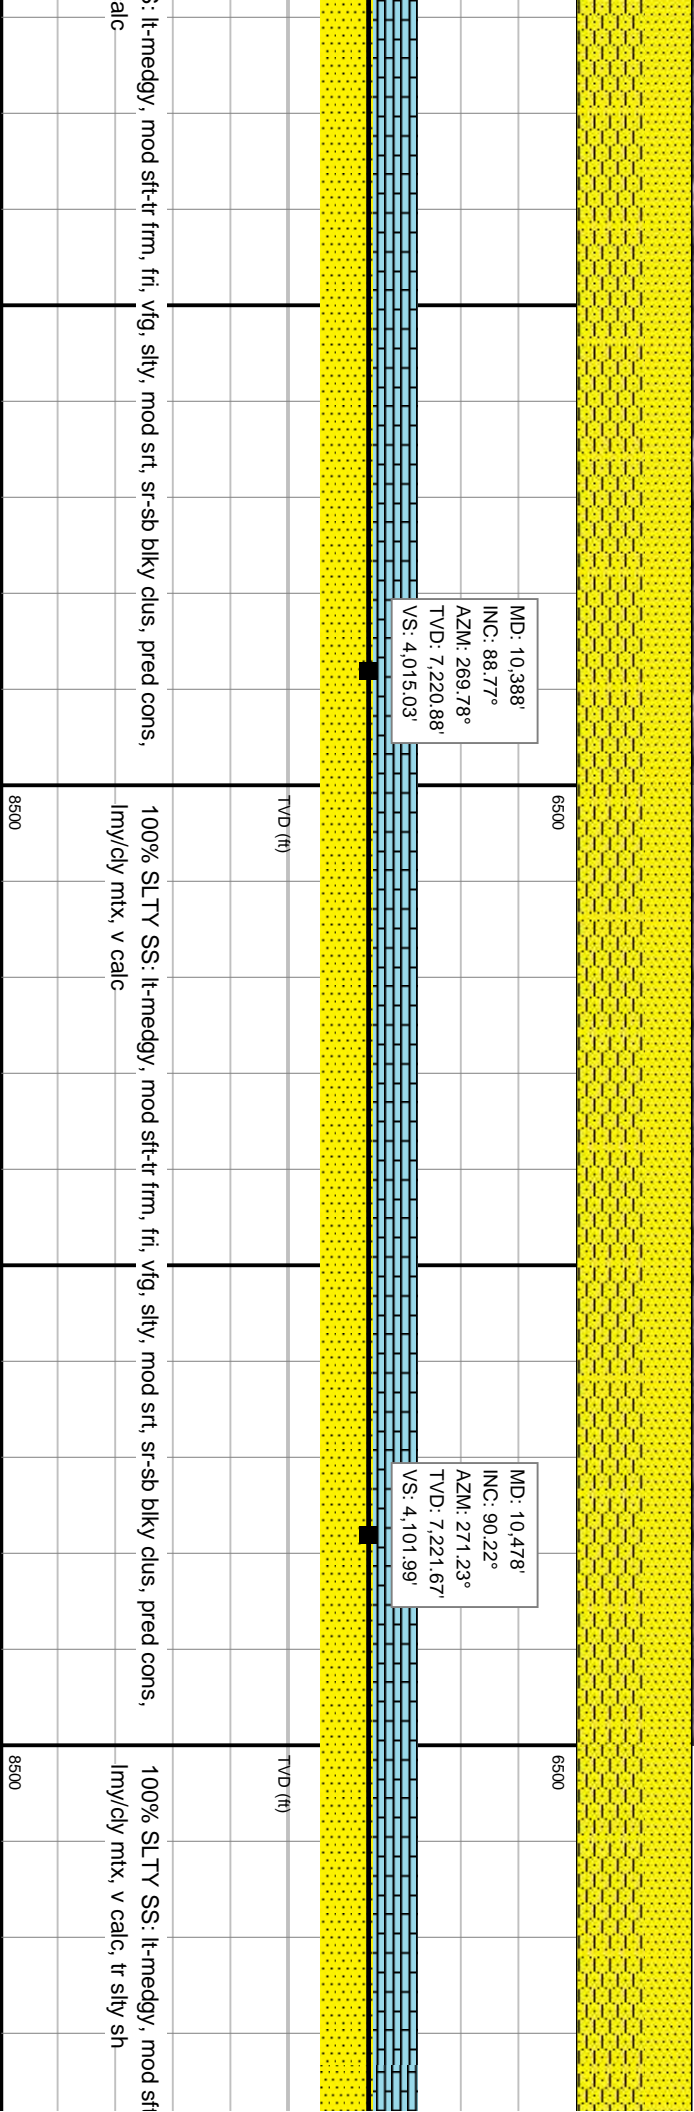 : lt-medgy, mod sft-tr frm, fri, vfg, slty, mod srt, sr-sb blky clus, pred cons,
alc
MD: 10,388'
INC: 88.77°
AZM: 269.78°
TVD: 7,220.88'
VS: 4,015.03'
6500
TVD (ft)
8500
100% SLTY SS: lt-medgy, mod sft-tr frm, fri, vfg, slty, mod srt, sr-sb blky clus, pred cons,
lmy/cly mtx, v calc
MD: 10,478'
INC: 90.22°
AZM: 271.23°
TVD: 7,221.67'
VS: 4,101.99'
6500
TVD (ft)
8500
100% SLTY SS: lt-medgy, mod sft
lmy/cly mtx, v calc, tr slty sh